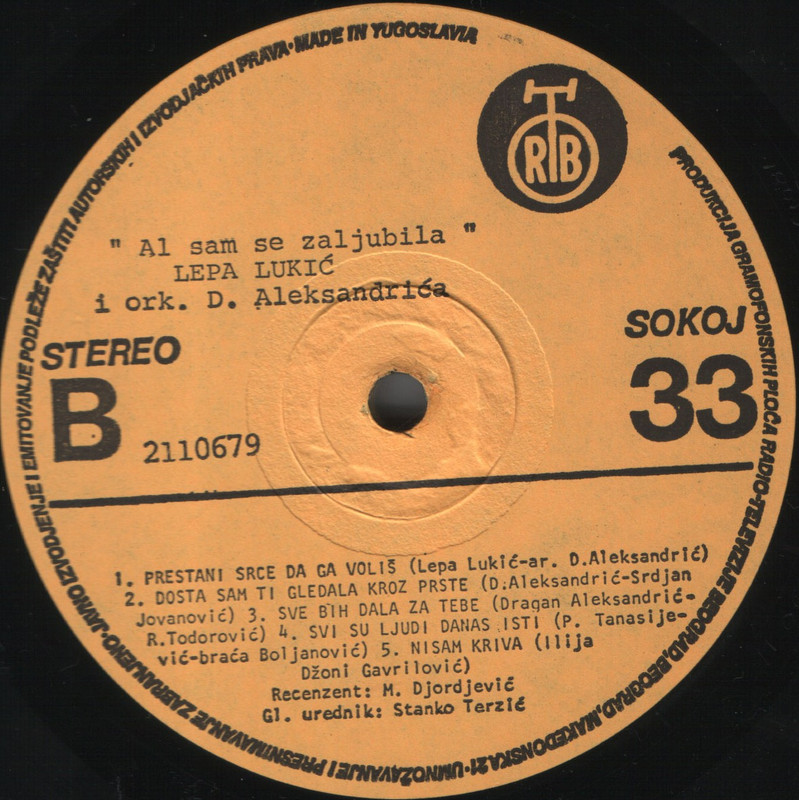 PRODUKCIJA GRAMOFONSKIH PLOČA RADIO-TELEVIZIJE BEOGRAD, BEOGRAD, MAKEDONSKA 21 · UMNOŽAVANJE I PRESNIMAVANJE ZABRANJENO · JAVNO IZVODJENJE I EMITOVANJE PODLEŽE ZAŠTITI AUTORSKIH I IZVODJAČKIH PRAVA · MADE IN YUGOSLAVIA
RTB
" Al sam se zaljubila "
LEPA LUKIĆ
i ork. D. Aleksandrića
STEREO
SOKOJ
B
33
2110679
1. PRESTANI SRCE DA GA VOLIŠ (Lepa Lukić-ar. D.Aleksandrić)
2. DOSTA SAM TI GLEDALA KROZ PRSTE (D.Aleksandrić-Srdjan
Jovanović) 3. SVE BIH DALA ZA TEBE (Dragan Aleksandrić-
R.Todorović) 4. SVI SU LJUDI DANAS ISTI (P. Tanasije-
vić-braća Boljanović) 5. NISAM KRIVA (Ilija
Džoni Gavrilović)
Recenzent: M. Djordjević
Gl. urednik: Stanko Terzić